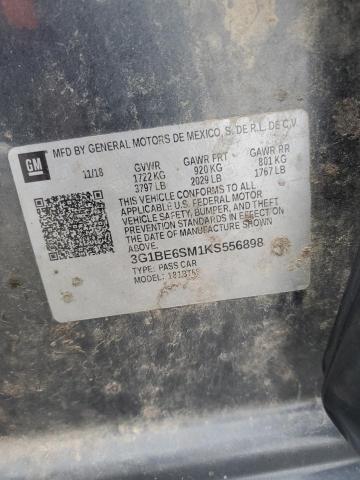 GM
MFD BY GENERAL MOTORS DE MEXICO, S. DE R.L. DE C.V.
11/18 GVWR GAWR FRT GAWR RR
1722 KG 920 KG 801 KG
3797 LB 2029 LB 1767 LB
THIS VEHICLE CONFORMS TO ALL
APPLICABLE U.S. FEDERAL MOTOR VEHICLE
SAFETY, BUMPER, AND THEFT
PREVENTION STANDARDS IN EFFECT ON
THE DATE OF MANUFACTURE SHOWN
ABOVE.
3G1BE6SM1KS556898
TYPE: PASS CAR
MODEL: